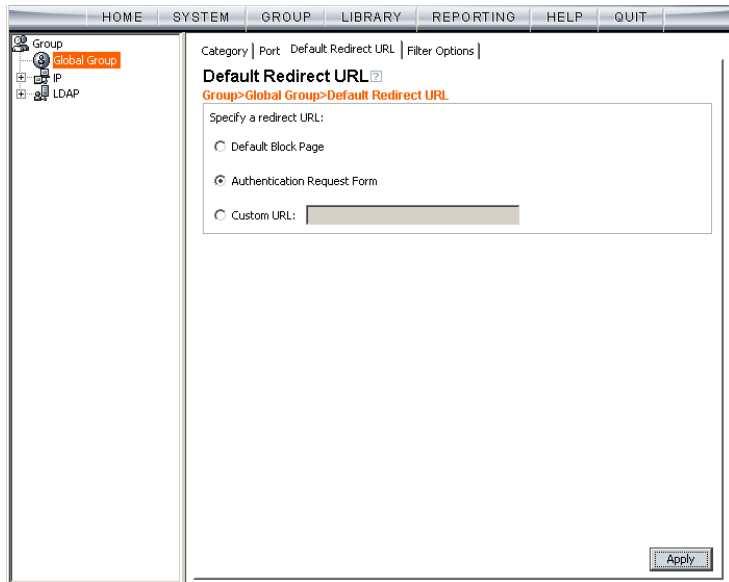 HOME SYSTEM GROUP LIBRARY REPORTING HELP QUIT
Group
Global Group
IP
LDAP
Category Port Default Redirect URL Filter Options
Default Redirect URL ?
Group>Global Group>Default Redirect URL
Specify a redirect URL:
Default Block Page
Authentication Request Form
Custom URL:
Apply